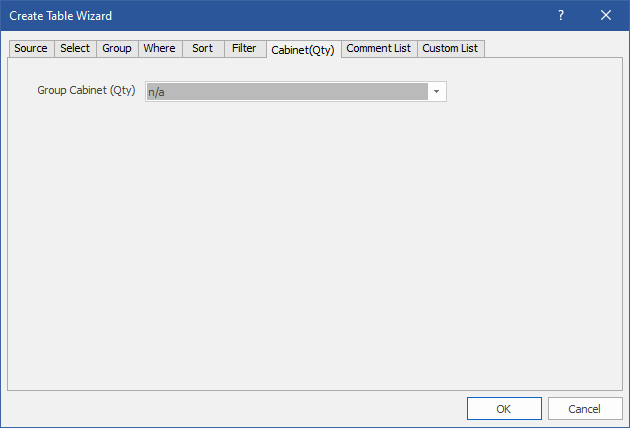 Create Table Wizard
Source Select Group Where Sort Filter Cabinet(Qty) Comment List Custom List
Group Cabinet (Qty) n/a
OK Cancel